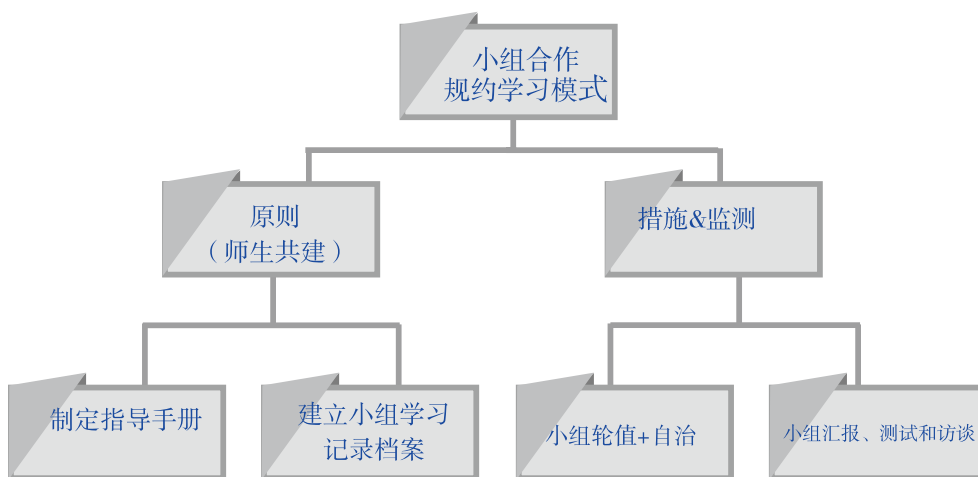 小组合作
规约学习模式
原则
（师生共建）
措施&监测
制定指导手册
建立小组学习
记录档案
小组轮值+自治
小组汇报、测试和访谈